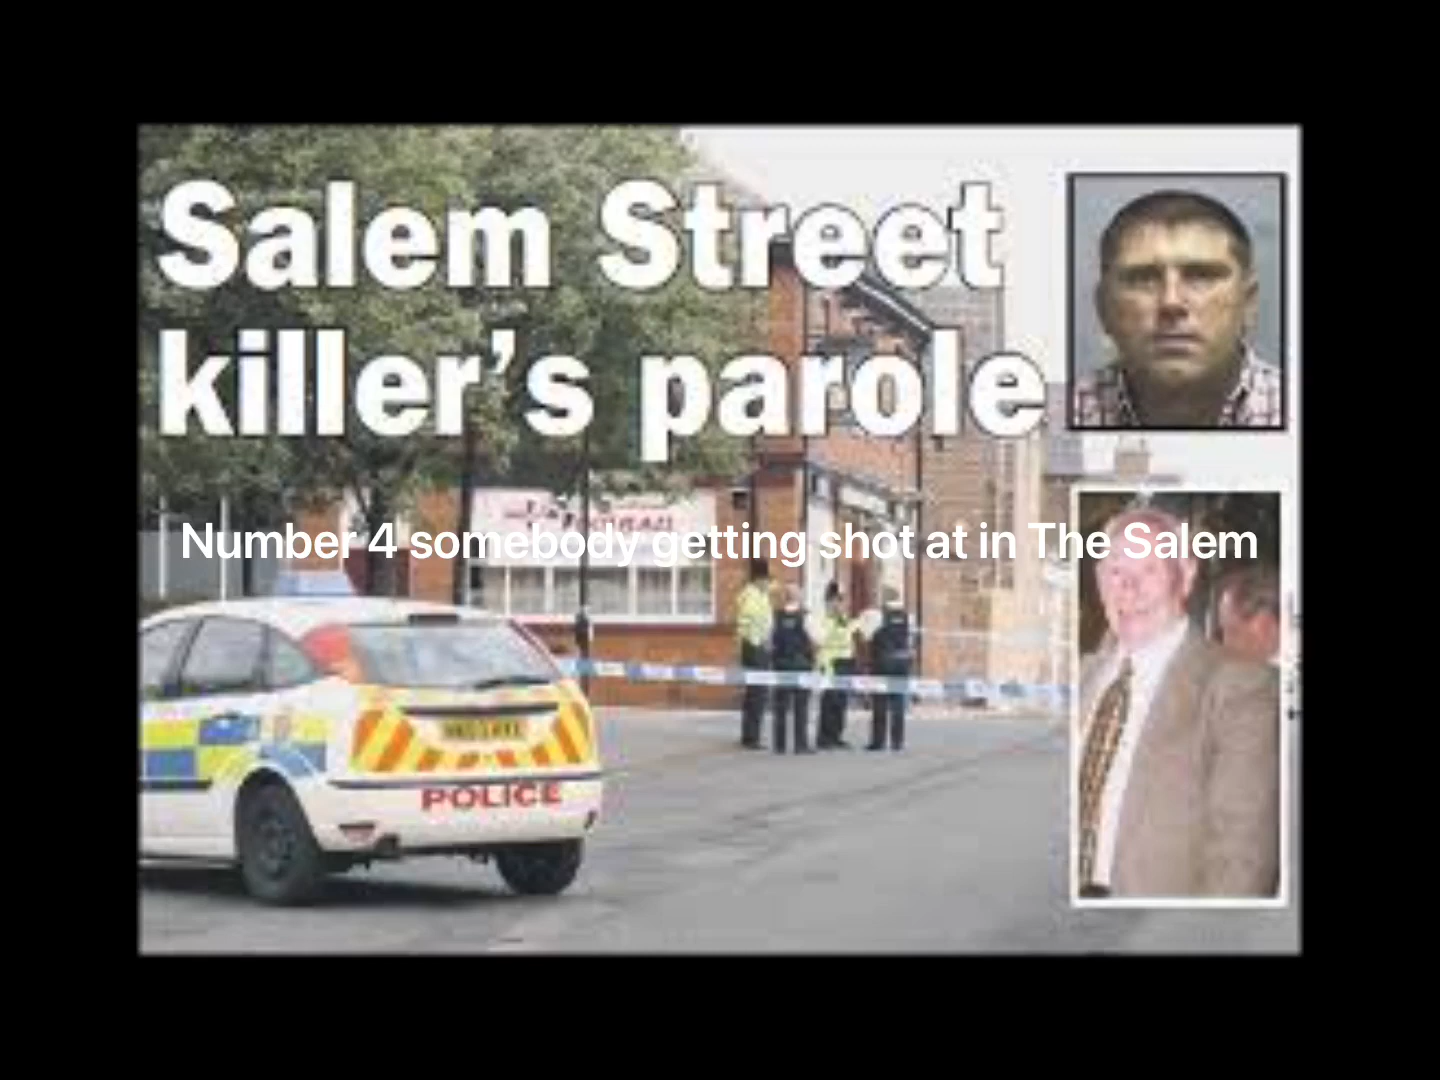 Salem Street
killer's parole
Number 4 somebody getting shot at in The Salem
POLICE